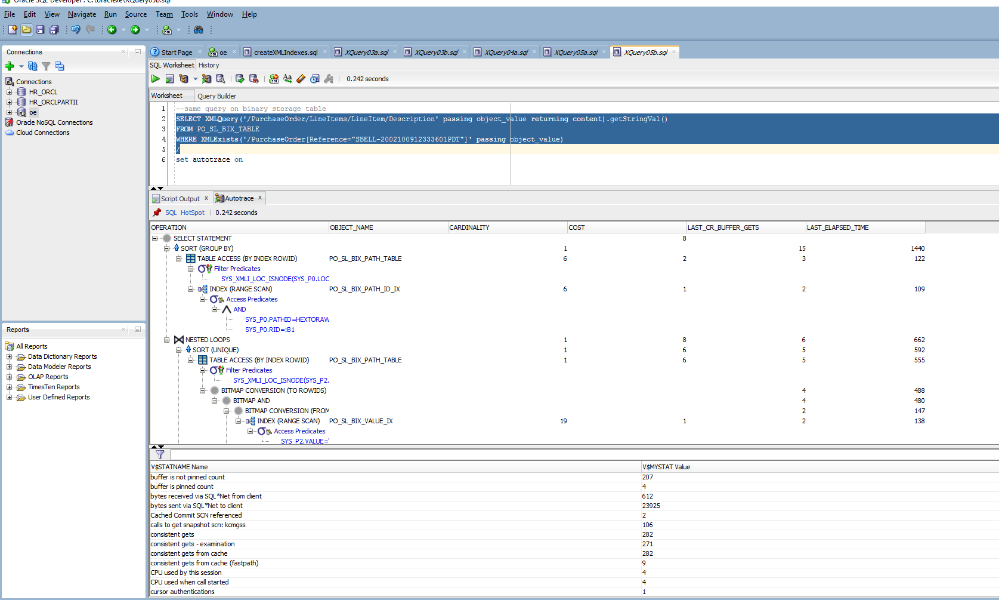 Oracle SQL Developer : C:\oraclexe\XQuery05b.sql
File Edit View Navigate Run Source Team Tools Window Help
Connections
Connections
HR_ORCL
HR_ORCLPARTII
oe
Oracle NoSQL Connections
Cloud Connections
Reports
All Reports
Data Dictionary Reports
Data Modeler Reports
OLAP Reports
TimesTen Reports
User Defined Reports
Start Page oe createXMLIndexes.sql XQuery03a.sql XQuery03b.sql XQuery04a.sql XQuery05a.sql XQuery05b.sql
SQL Worksheet History
0.242 seconds
Worksheet Query Builder
1 --same query on binary storage table
2 SELECT XMLQuery('/PurchaseOrder/LineItems/LineItem/Description' passing object_value returning content).getStringVal()
3 FROM PO_SL_BIX_TABLE
4 WHERE XMLExists('/PurchaseOrder[Reference="SBELL-2002100912333601PDT"]' passing object_value)
5 /
6 set autotrace on
Script Output x Autotrace x
SQL HotSpot | 0.242 seconds
OPERATION OBJECT_NAME CARDINALITY COST LAST_CR_BUFFER_GETS LAST_ELAPSED_TIME
SELECT STATEMENT 8
SORT (GROUP BY) 1 15 1440
TABLE ACCESS (BY INDEX ROWID) PO_SL_BIX_PATH_TABLE 6 2 3 122
Filter Predicates
SYS_XMLI_LOC_ISNODE(SYS_P0.LOC
INDEX (RANGE SCAN) PO_SL_BIX_PATH_ID_IX 6 1 2 109
Access Predicates
AND
SYS_P0.PATHID=HEXTORAW
SYS_P0.RID=:B1
NESTED LOOPS 1 8 6 662
SORT (UNIQUE) 1 6 5 592
TABLE ACCESS (BY INDEX ROWID) PO_SL_BIX_PATH_TABLE 1 6 5 555
Filter Predicates
SYS_XMLI_LOC_ISNODE(SYS_P2.
BITMAP CONVERSION (TO ROWIDS) 4 488
BITMAP AND 4 480
BITMAP CONVERSION (FROM 2 147
INDEX (RANGE SCAN) PO_SL_BIX_VALUE_IX 19 1 2 138
Access Predicates
SYS_P2.VALUE='
V$STATNAME Name V$MYSTAT Value
buffer is not pinned count 207
buffer is pinned count 4
bytes received via SQL*Net from client 612
bytes sent via SQL*Net to client 23925
Cached Commit SCN referenced 2
calls to get snapshot scn: kcmgss 106
consistent gets 282
consistent gets - examination 271
consistent gets from cache 282
consistent gets from cache (fastpath) 9
CPU used by this session 4
CPU used when call started 4
cursor authentications 1